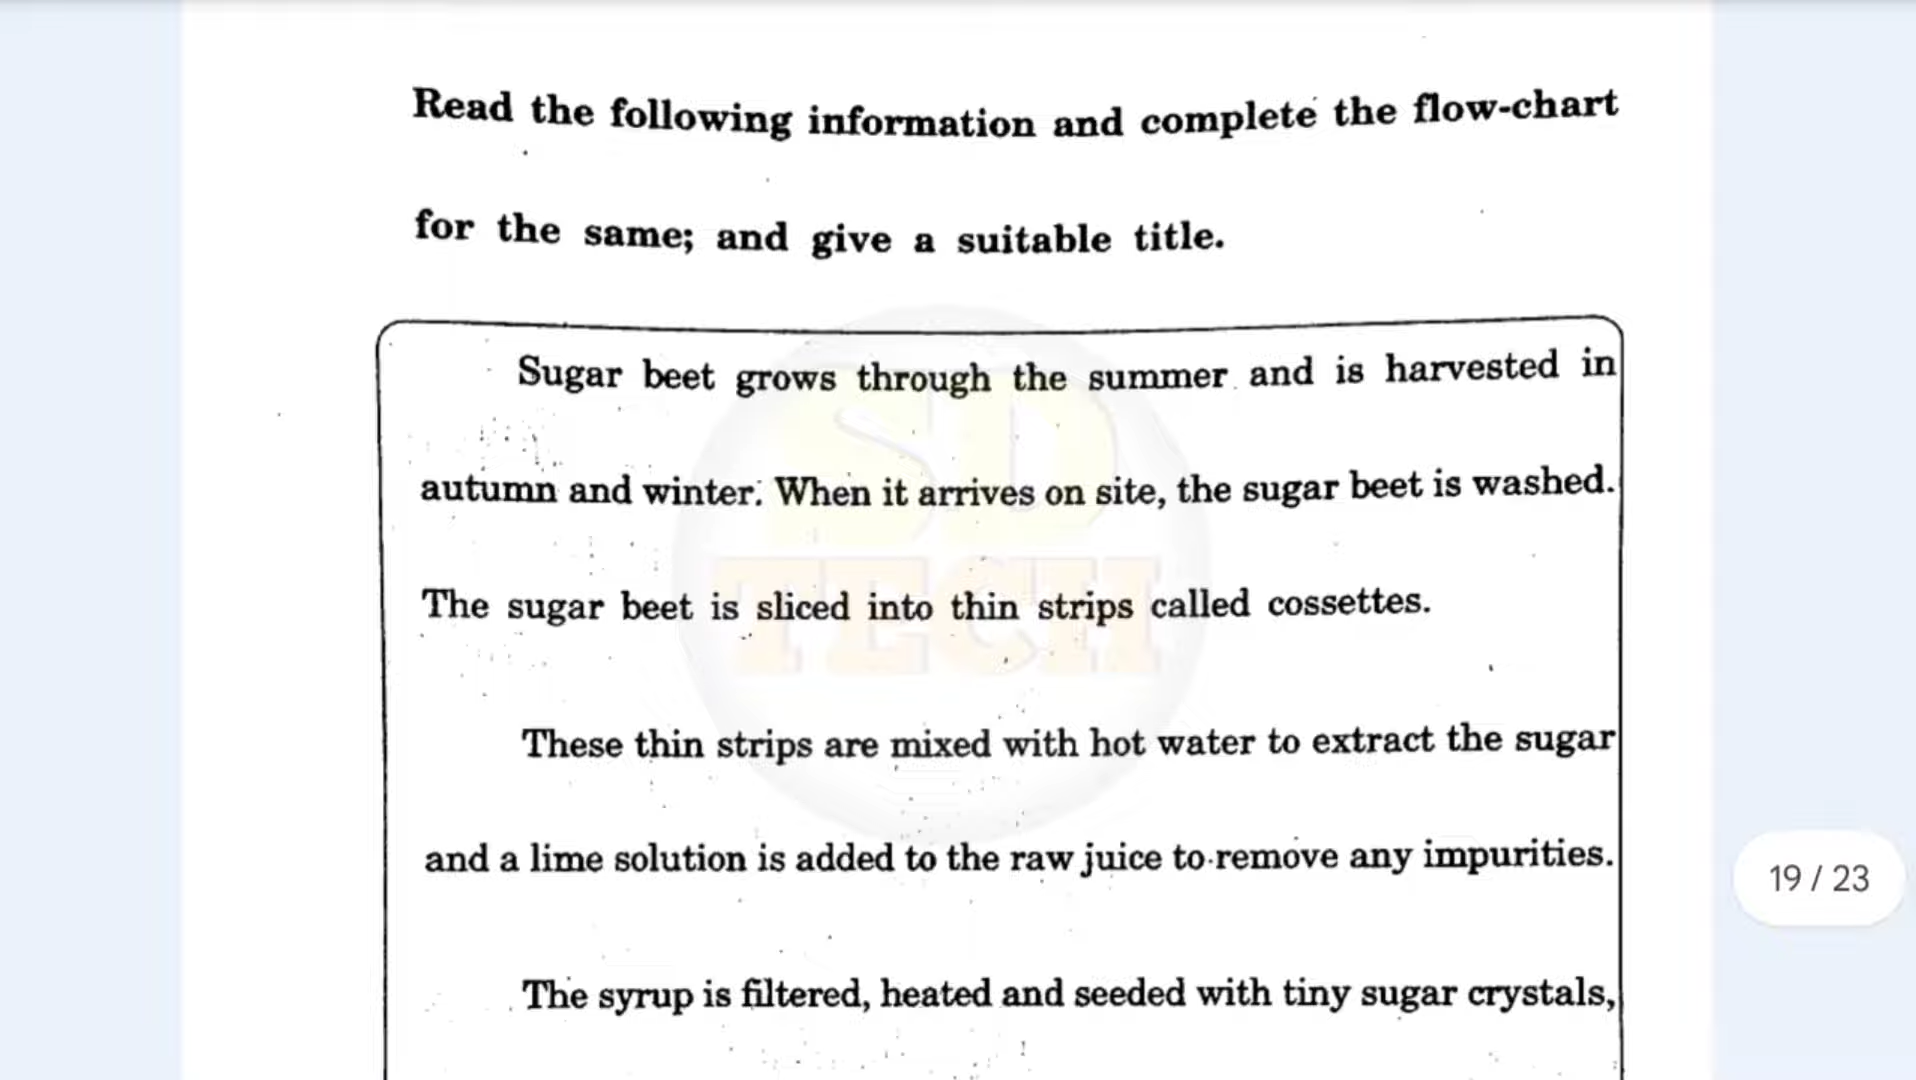 Read the following information and complete the flow-chart
for the same; and give a suitable title.
Sugar beet grows through the summer and is harvested in
autumn and winter. When it arrives on site, the sugar beet is washed.
The sugar beet is sliced into thin strips called cossettes.
SD
TECH
These thin strips are mixed with hot water to extract the sugar
and a lime solution is added to the raw juice to remove any impurities.
19 / 23
The syrup is filtered, heated and seeded with tiny sugar crystals,